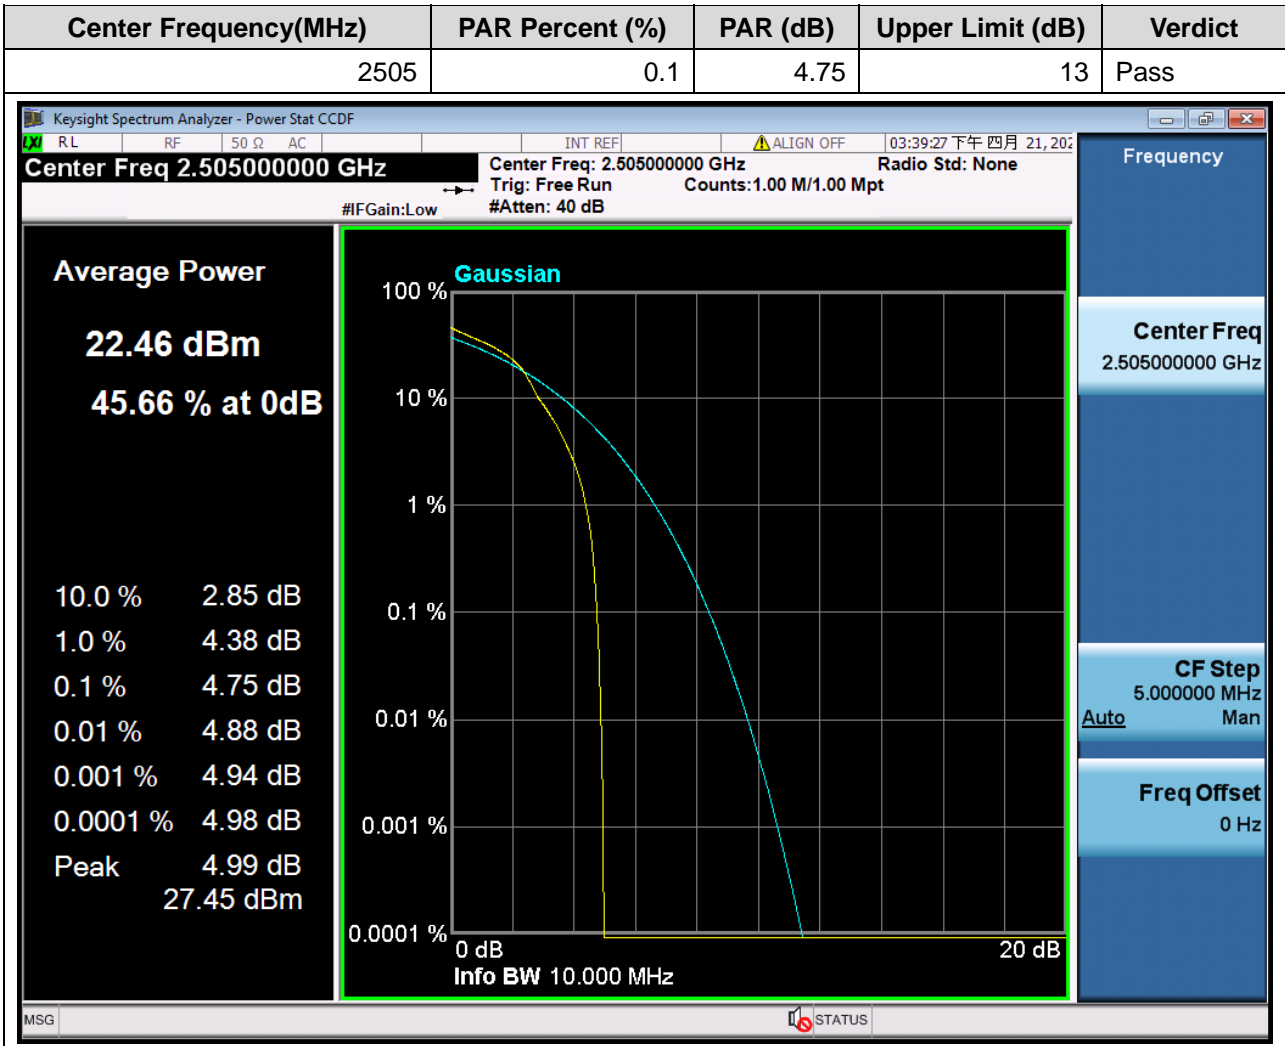 Center Frequency(MHz) PAR Percent (%) PAR (dB) Upper Limit (dB) Verdict
2505 0.1 4.75 13 Pass
Keysight Spectrum Analyzer - Power Stat CCDF
LXI RL RF 50 Ω AC INT REF ALIGN OFF 03:39:27 下午 四月 21, 202
Center Freq 2.505000000 GHz
Center Freq: 2.505000000 GHz Radio Std: None
Trig: Free Run Counts:1.00 M/1.00 Mpt
#IFGain:Low #Atten: 40 dB
Average Power
22.46 dBm
45.66 % at 0dB
10.0 % 2.85 dB
1.0 % 4.38 dB
0.1 % 4.75 dB
0.01 % 4.88 dB
0.001 % 4.94 dB
0.0001 % 4.98 dB
Peak 4.99 dB
27.45 dBm
Gaussian
100 %
10 %
1 %
0.1 %
0.01 %
0.001 %
0.0001 %
0 dB 20 dB
Info BW 10.000 MHz
Frequency
Center Freq
2.505000000 GHz
CF Step
5.000000 MHz
Auto Man
Freq Offset
0 Hz
MSG STATUS